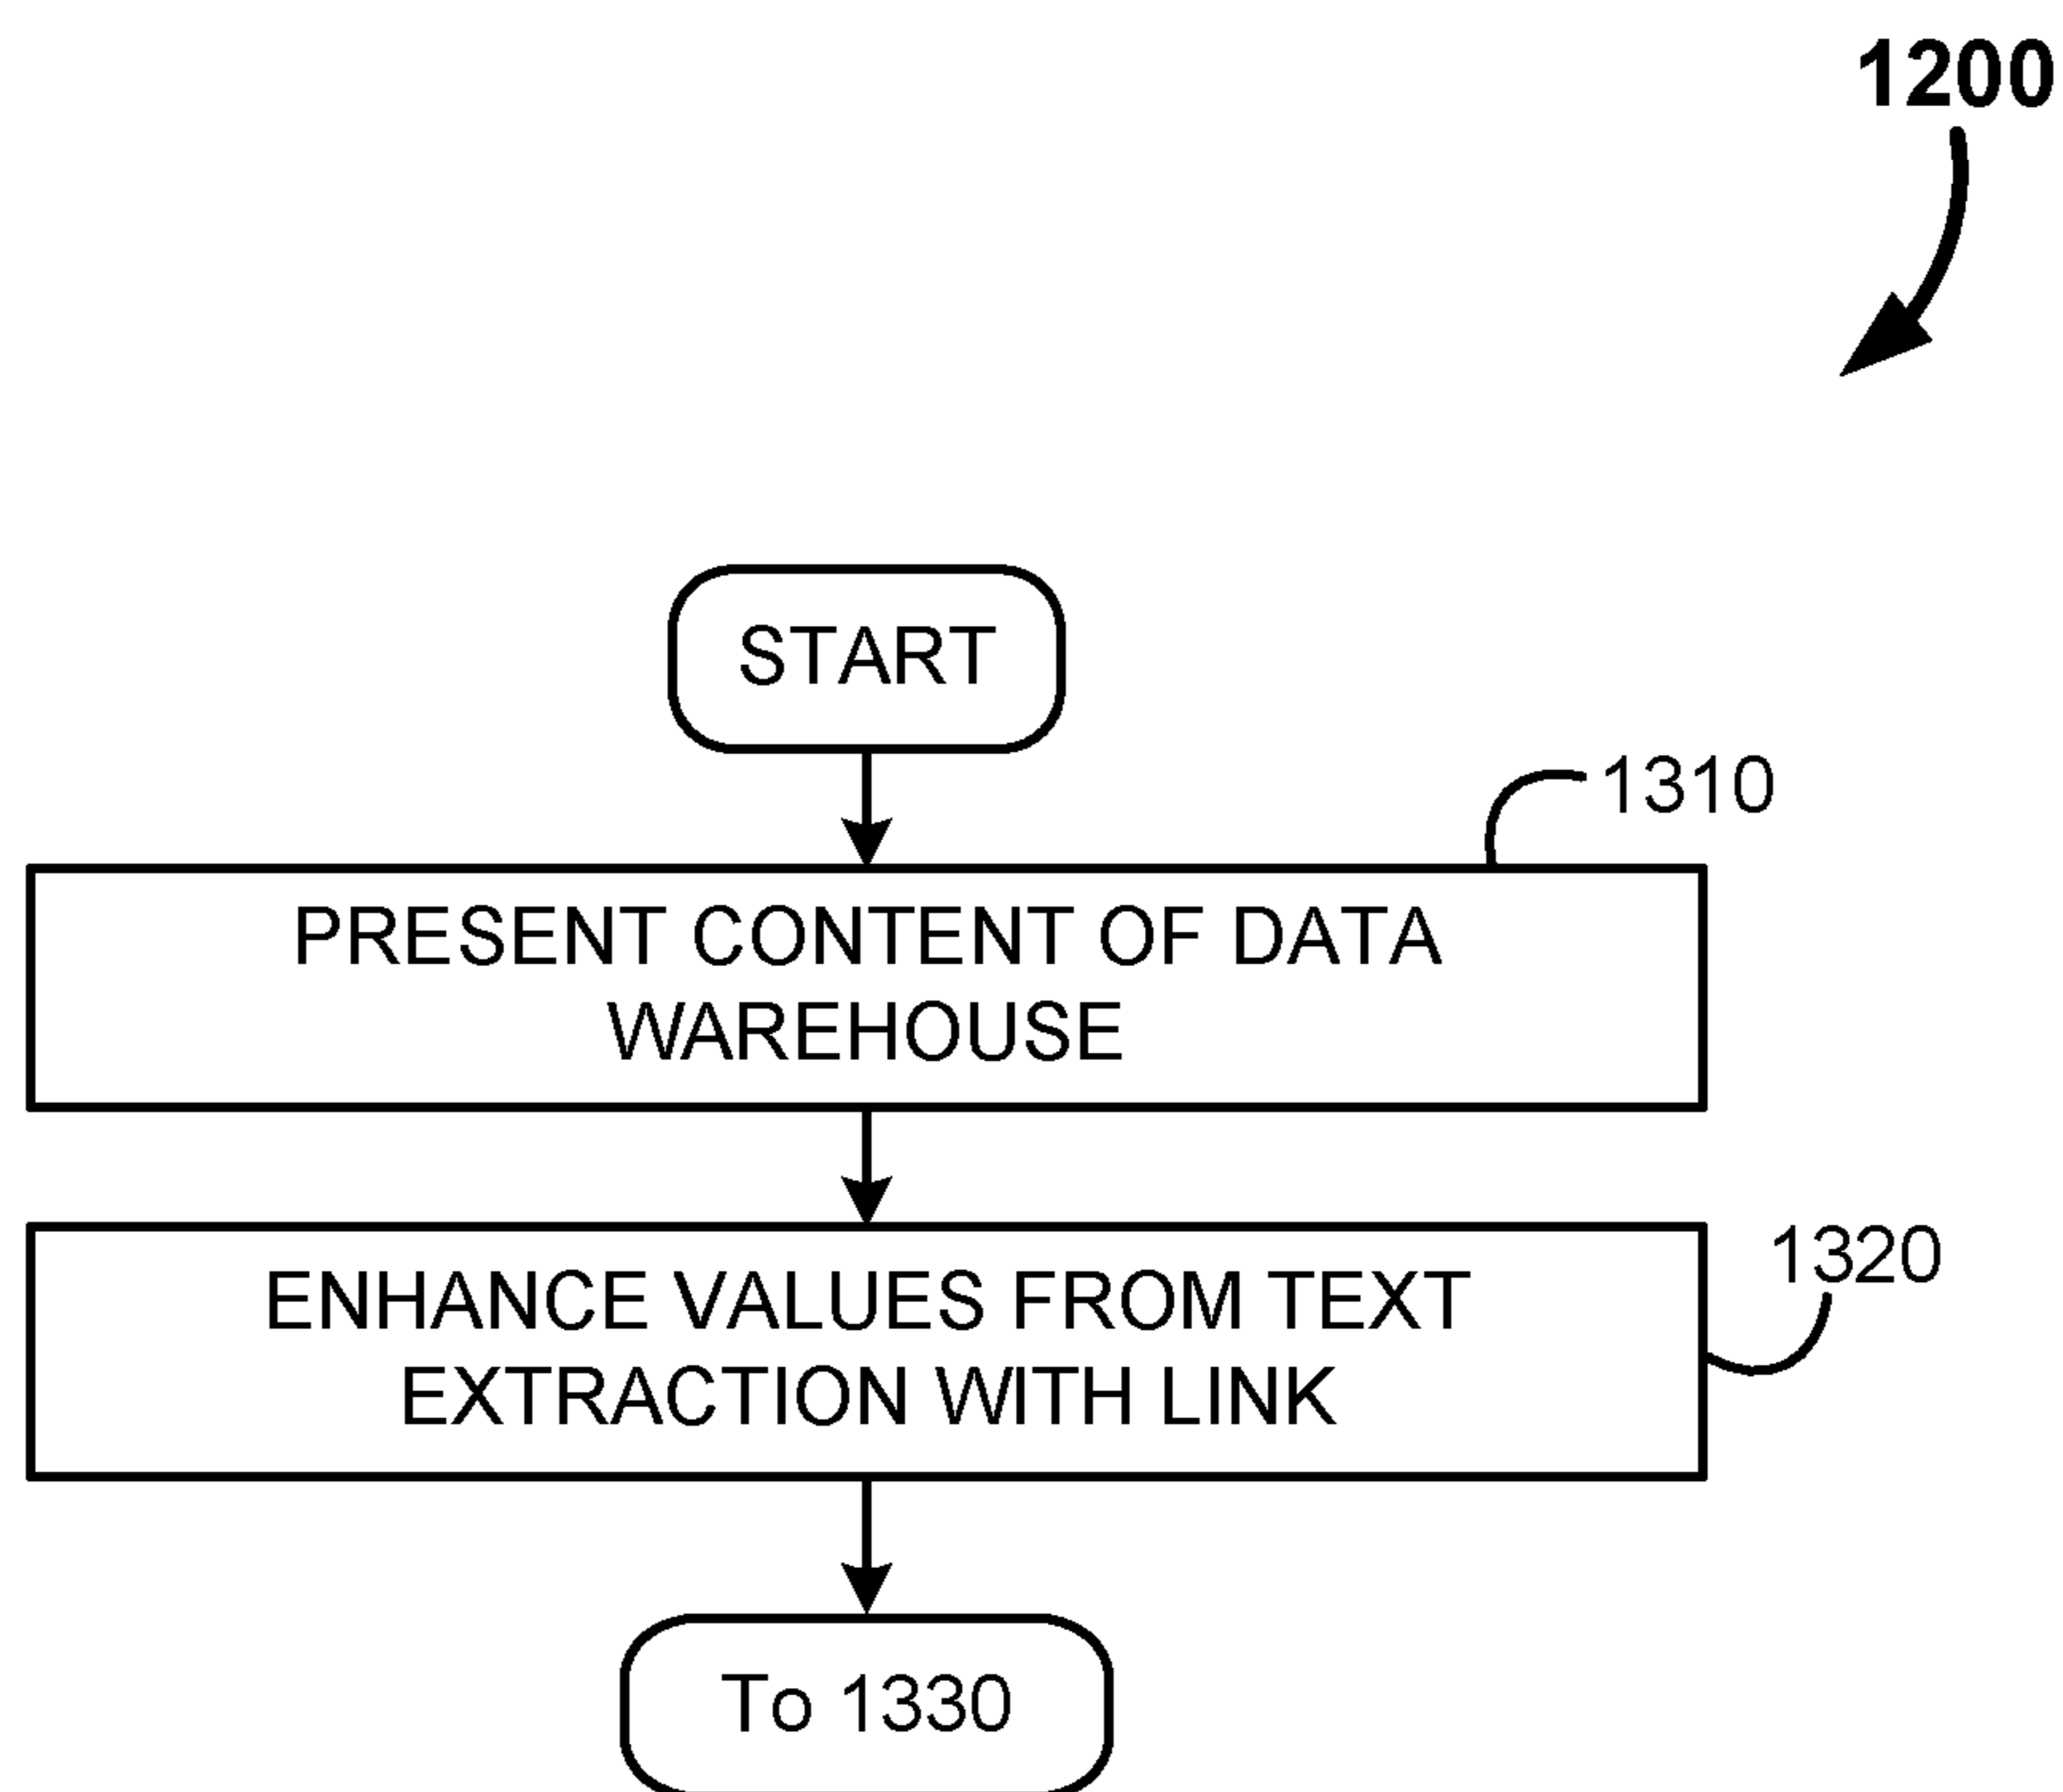 1200
START
1310
PRESENT CONTENT OF DATA
WAREHOUSE
1320
ENHANCE VALUES FROM TEXT
EXTRACTION WITH LINK
To 1330